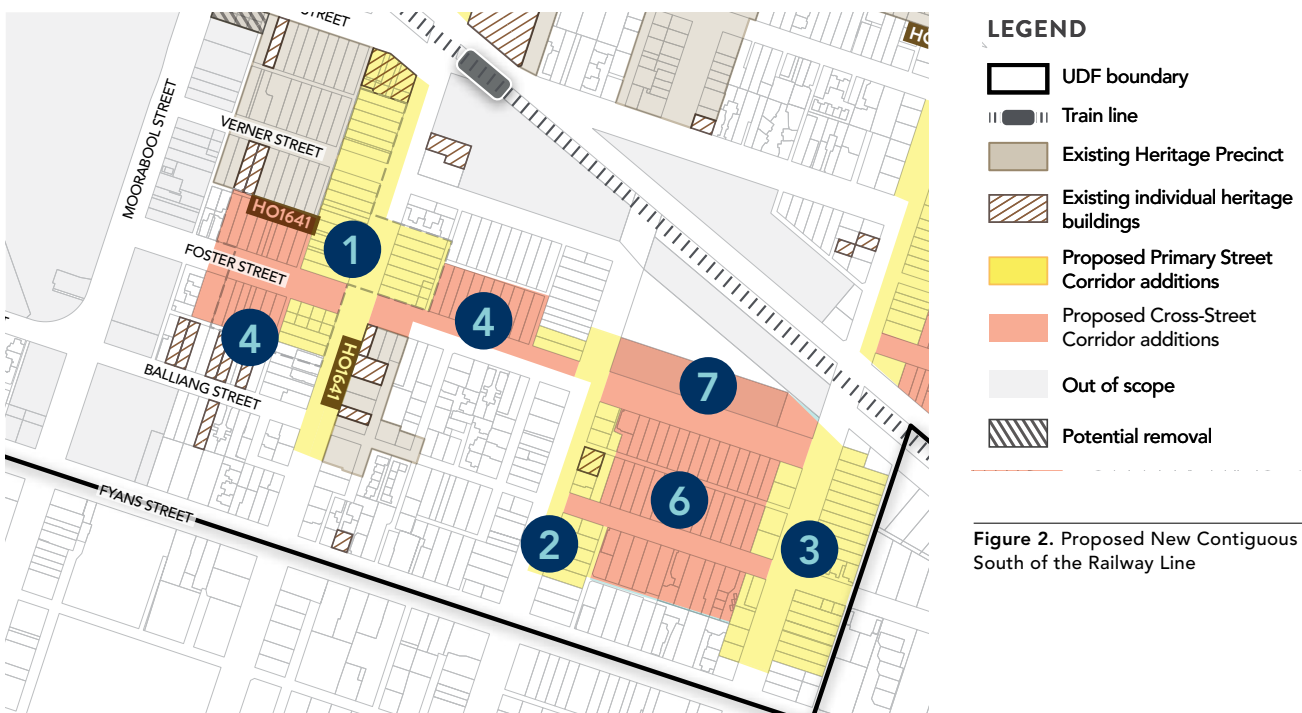 STREET
HO
MOORABOOL STREET
VERNER STREET
HO1641
1
FOSTER STREET
4
4
HO1641
BALLIANG STREET
7
6
2
3
FYANS STREET
LEGEND
UDF boundary
Train line
Existing Heritage Precinct
Existing individual heritage
buildings
Proposed Primary Street
Corridor additions
Proposed Cross-Street
Corridor additions
Out of scope
Potential removal
Figure 2. Proposed New Contiguous
South of the Railway Line